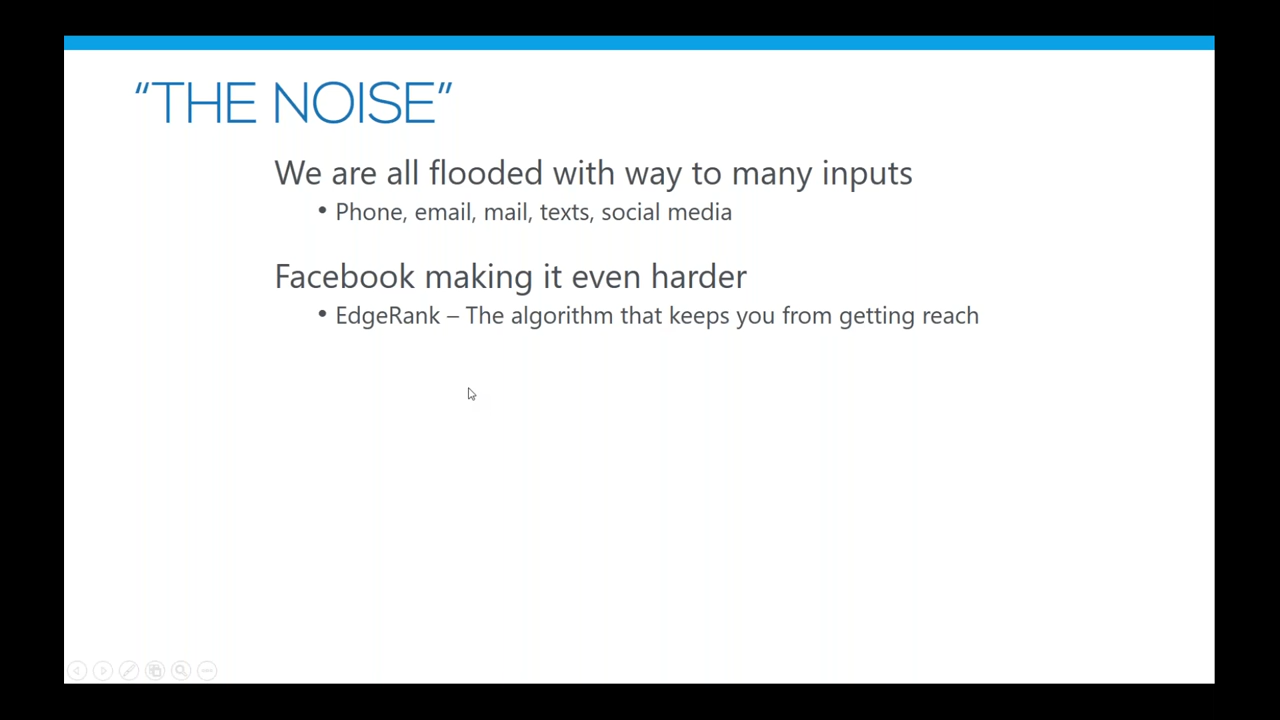 “THE NOISE”
We are all flooded with way to many inputs
• Phone, email, mail, texts, social media
Facebook making it even harder
• EdgeRank – The algorithm that keeps you from getting reach